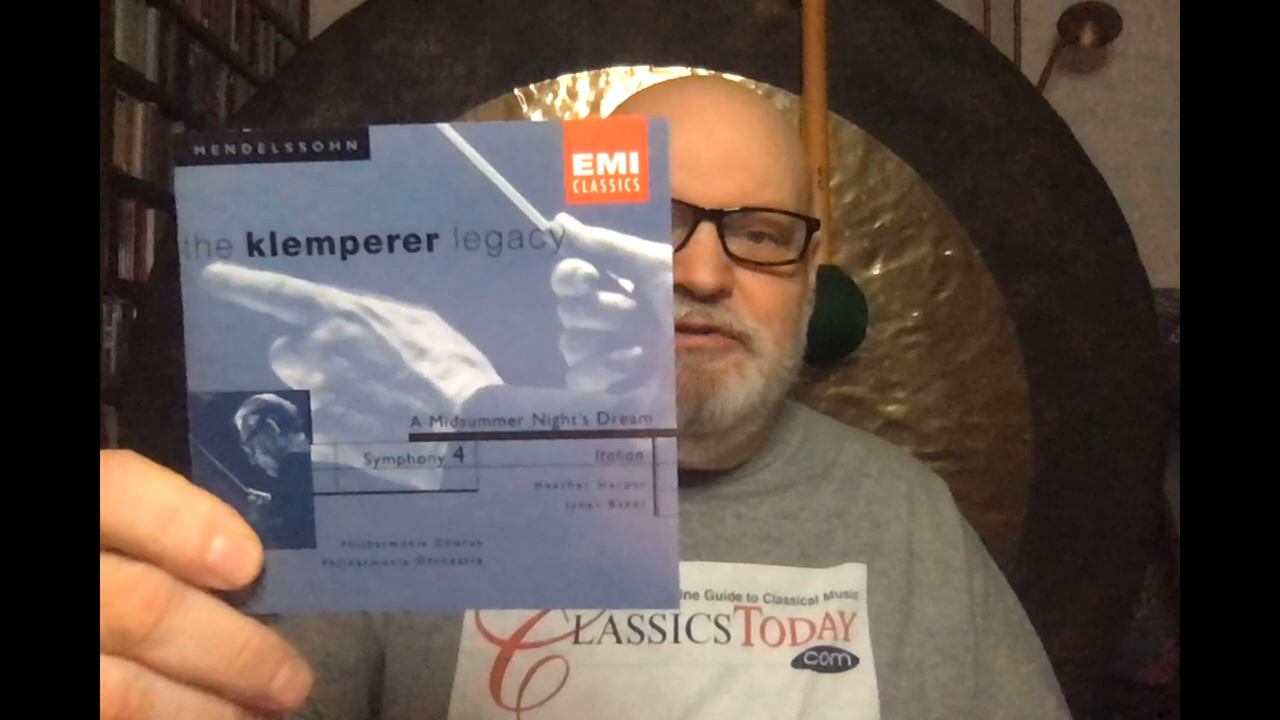 MENDELSSOHN
EMI
CLASSICS
the klemperer legacy
A Midsummer Night's Dream
Symphony 4
Italian
Heather Harper
Janet Baker
Philharmonia Chorus
Philharmonia Orchestra
ine Guide to Classical Music
CLASSICSTODAY
com